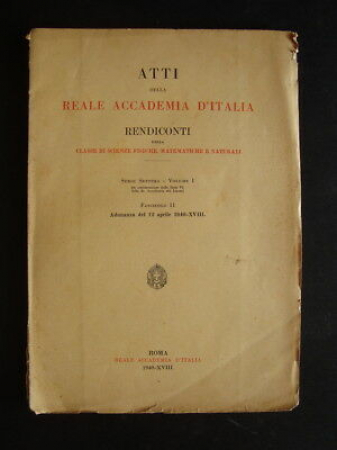 ATTI
DELLA
REALE ACCADEMIA D'ITALIA
RENDICONTI
DELLA
CLASSE DI SCIENZE FISICHE, MATEMATICHE E NATURALI
SERIE SETTIMA - VOLUME I
FASCICOLO 11
Adunanza del 12 aprile 1940-XVIII.
ROMA
REALE ACCADEMIA D'ITALIA
1940-XVIII